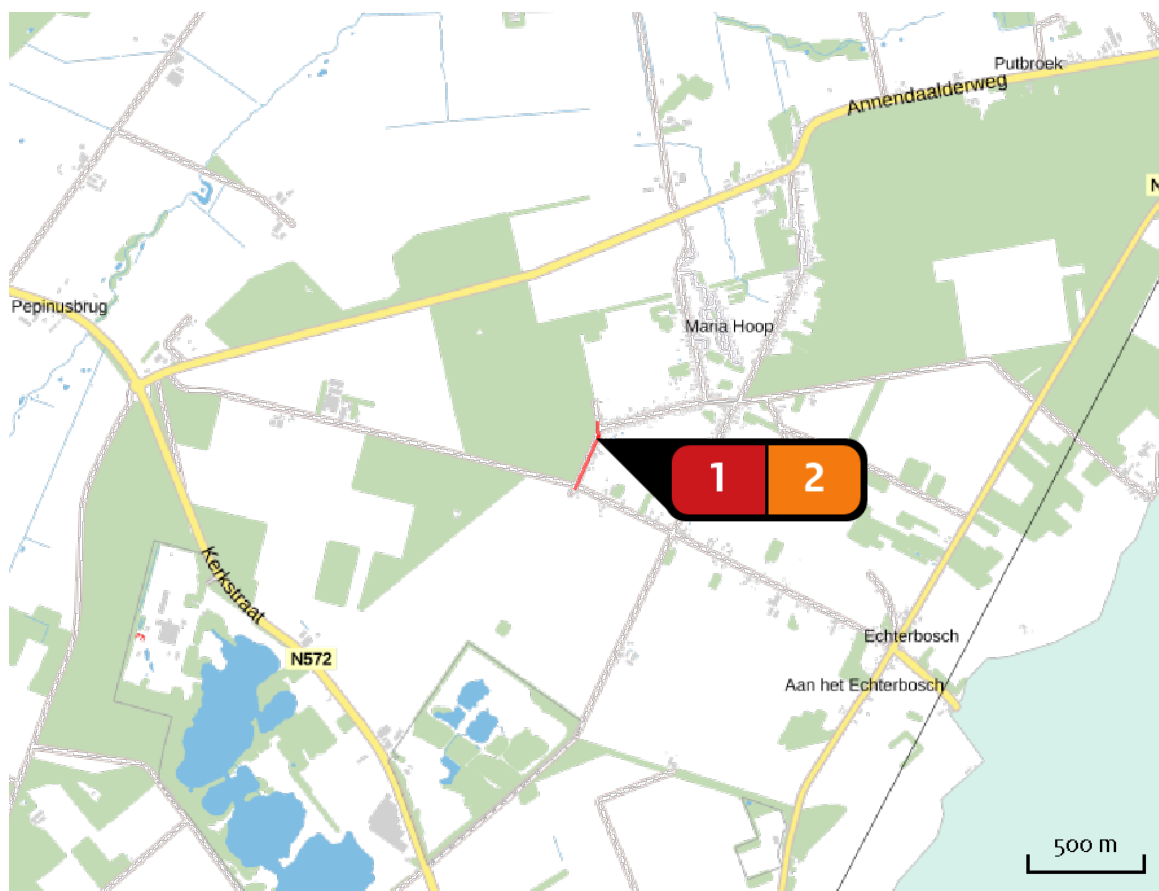 Putbroek
Annendaalderweg
N
Pepinusbrug
Maria Hoop
1 2
Kerkstraat
N572
Echterbosch
Aan het Echterbosch
500 m